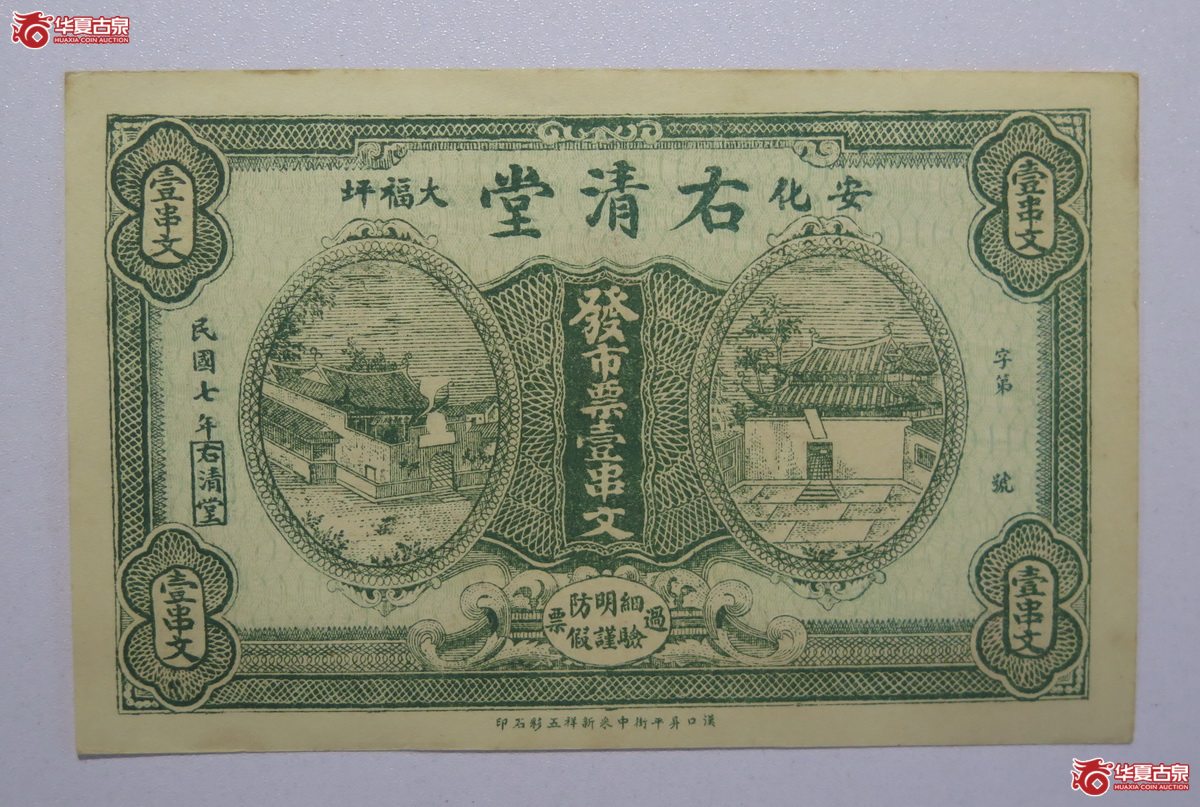 华夏古泉
HUAXIA COIN AUCTION
安化 右清堂 大福坪
壹串文
壹串文
字第 號
發市票壹串文
民國七年右清堂
過細驗明謹防假票
壹串文
壹串文
漢口昇平街中來新祥五彩石印
华夏古泉
HUAXIA COIN AUCTION